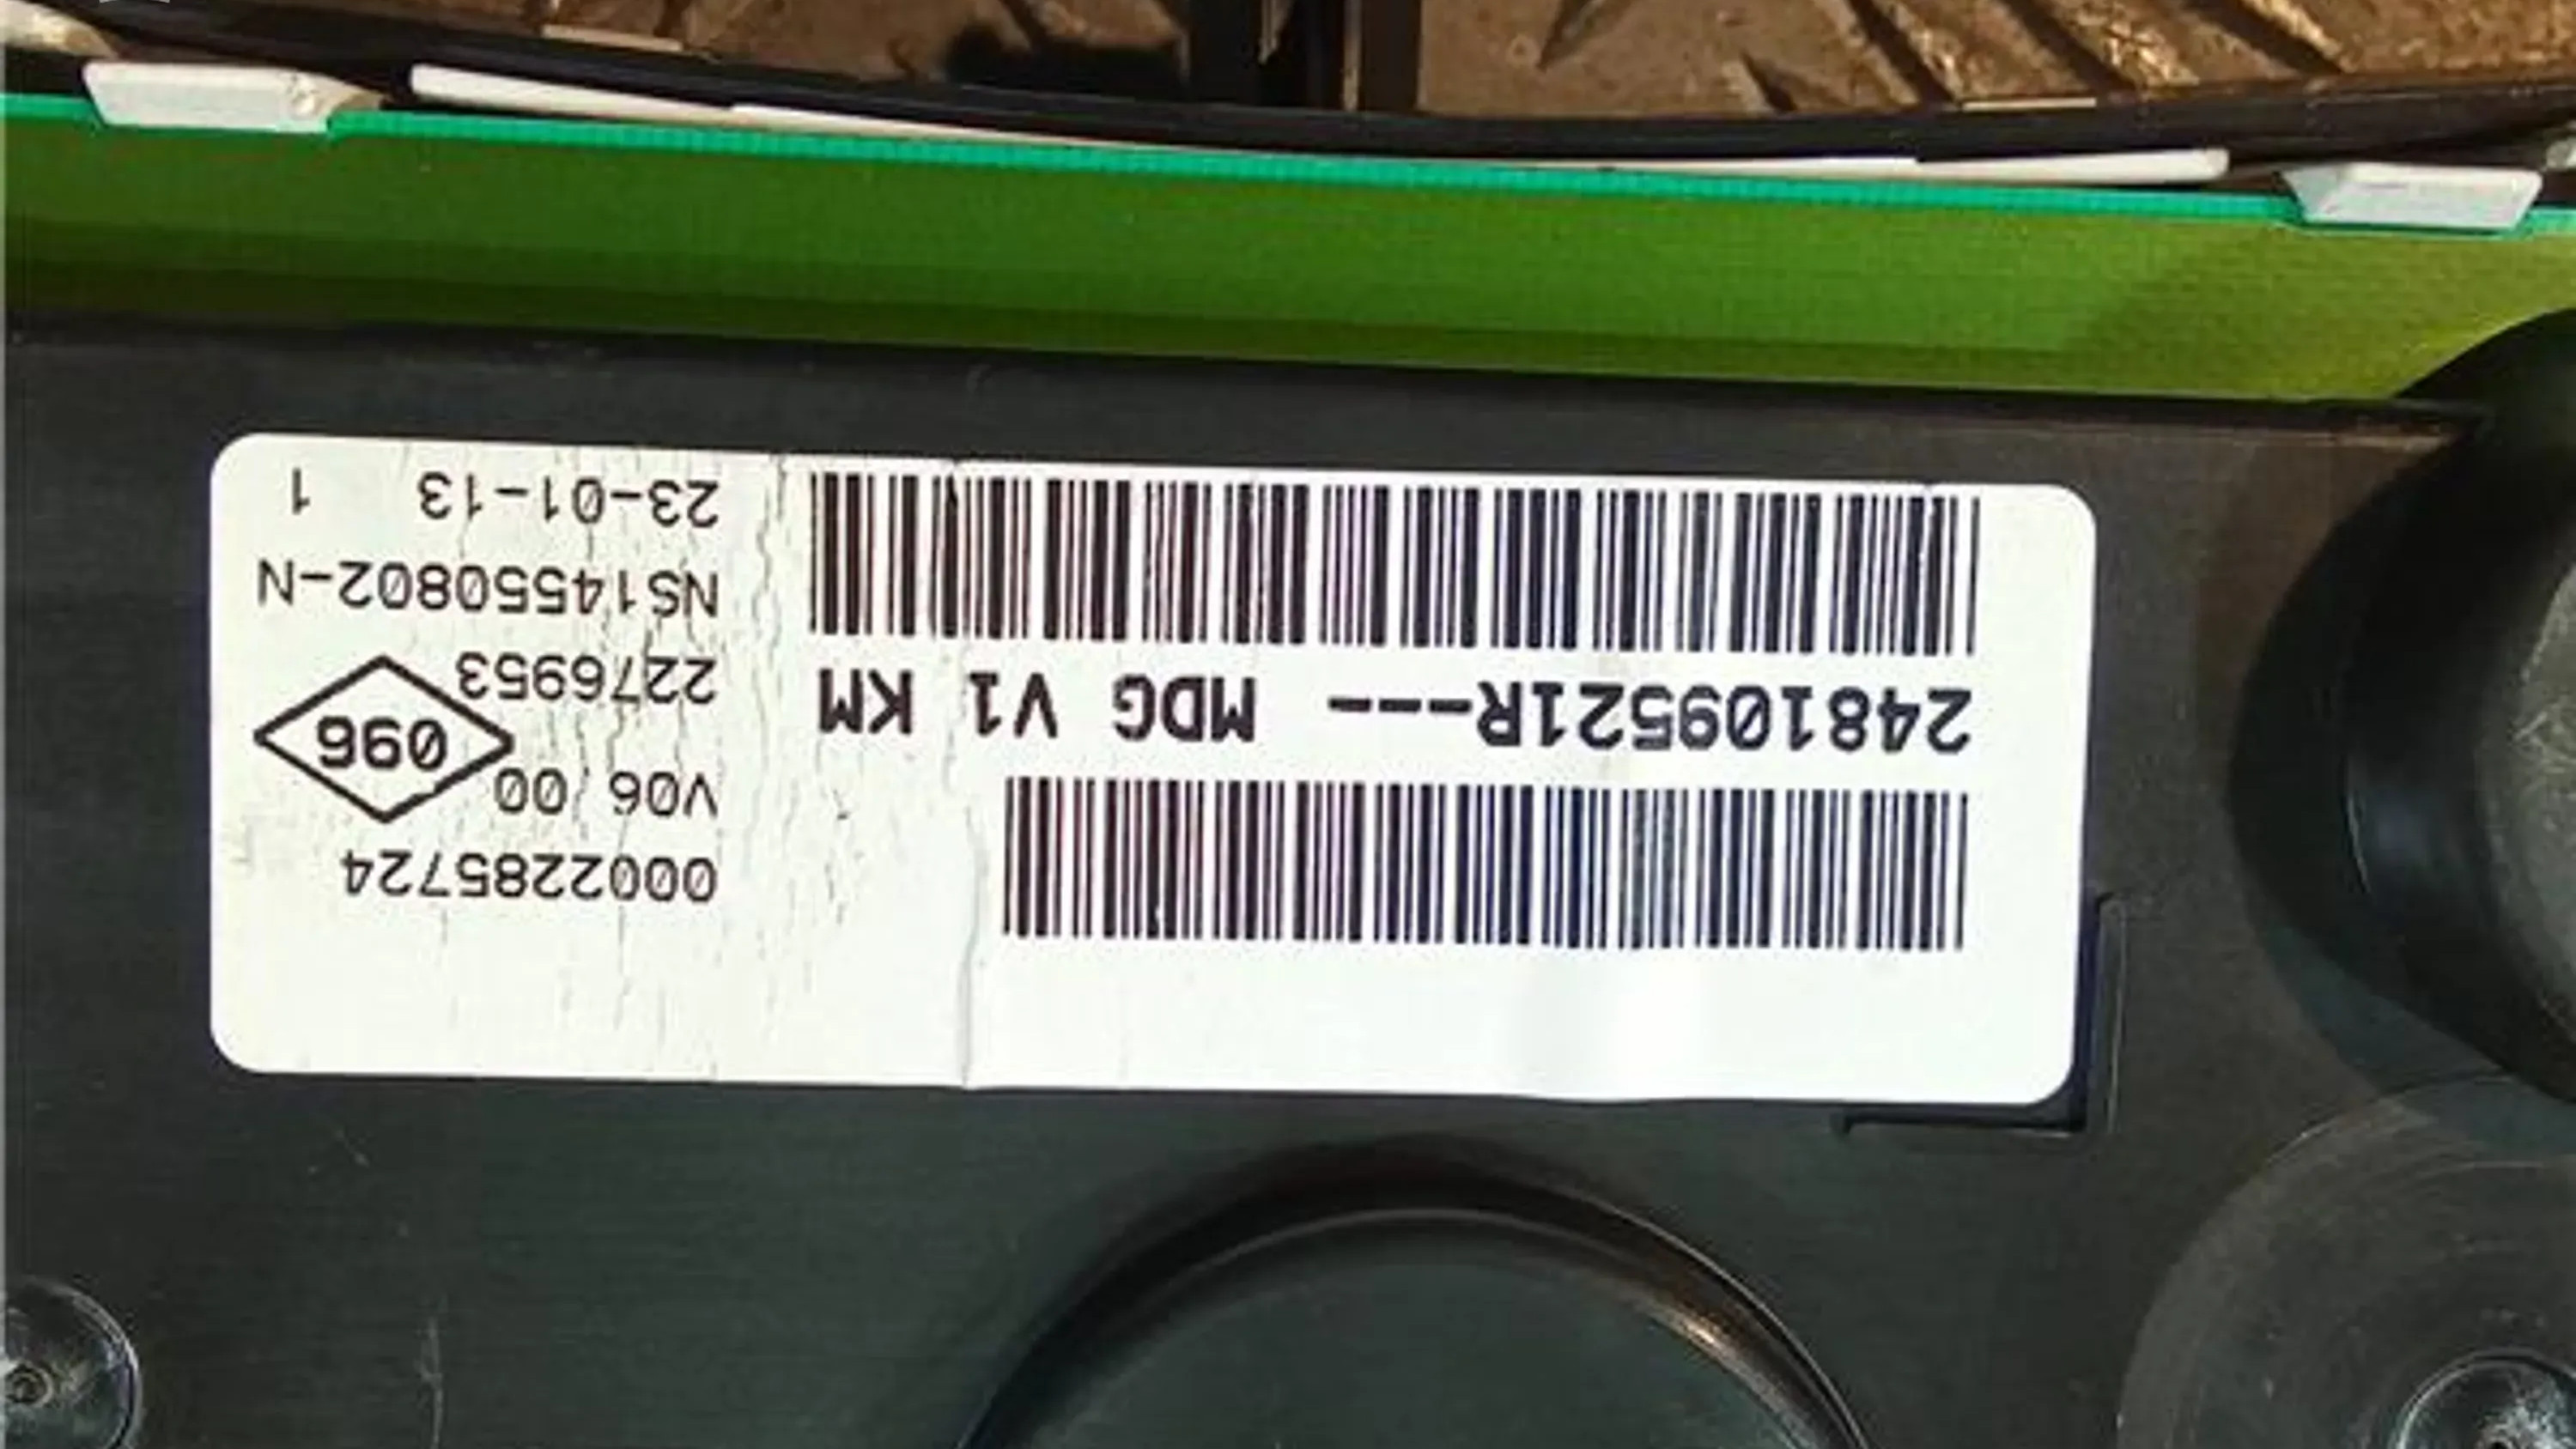 248109521R--- MDG V1 KM
0002285724
V06 00
096
2276953
NS14550802-N
23-01-13 1